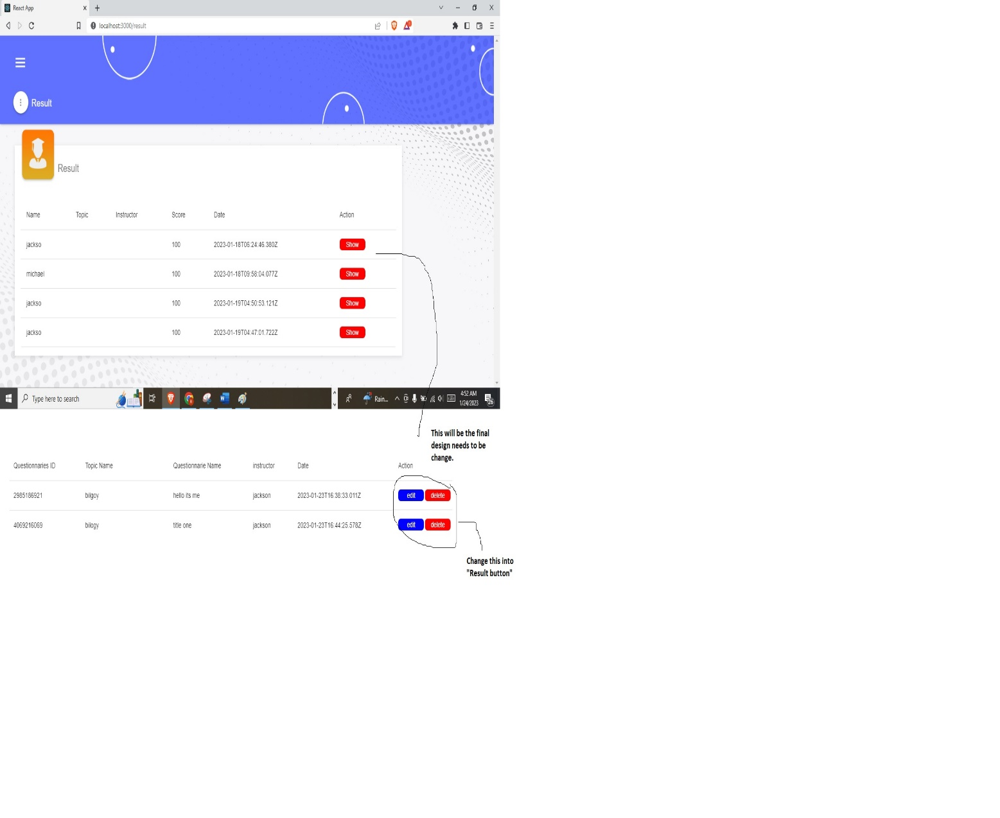 React App
localhost:3000/result
Result
Result
Name Topic Instructor Score Date Action
jackso 100 2023-01-18T06:24:46.380Z Show
michael 100 2023-01-18T09:58:04.077Z Show
jackso 100 2023-01-19T04:50:53.121Z Show
jackso 100 2023-01-19T04:47:01.722Z Show
Type here to search
Rain...
4:52 AM
1/24/2023
26
This will be the final
design needs to be
change.
Questionnaries ID Topic Name Questionnarie Name instructor Date Action
2985186921 bilgoy hello its me jackson 2023-01-23T16:38:33.011Z edit delete
4069216069 bilogy title one jackson 2023-01-23T16:44:25.578Z edit delete
Change this into
"Result button"